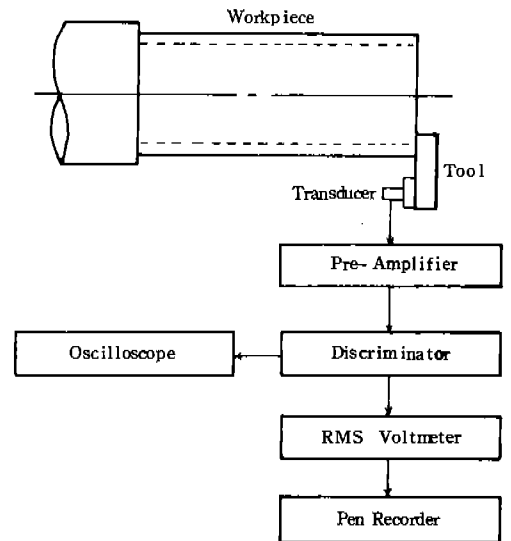 Workpiece
Tool
Transducer
Pre-Amplifier
Oscilloscope
Discriminator
RMS Voltmeter
Pen Recorder